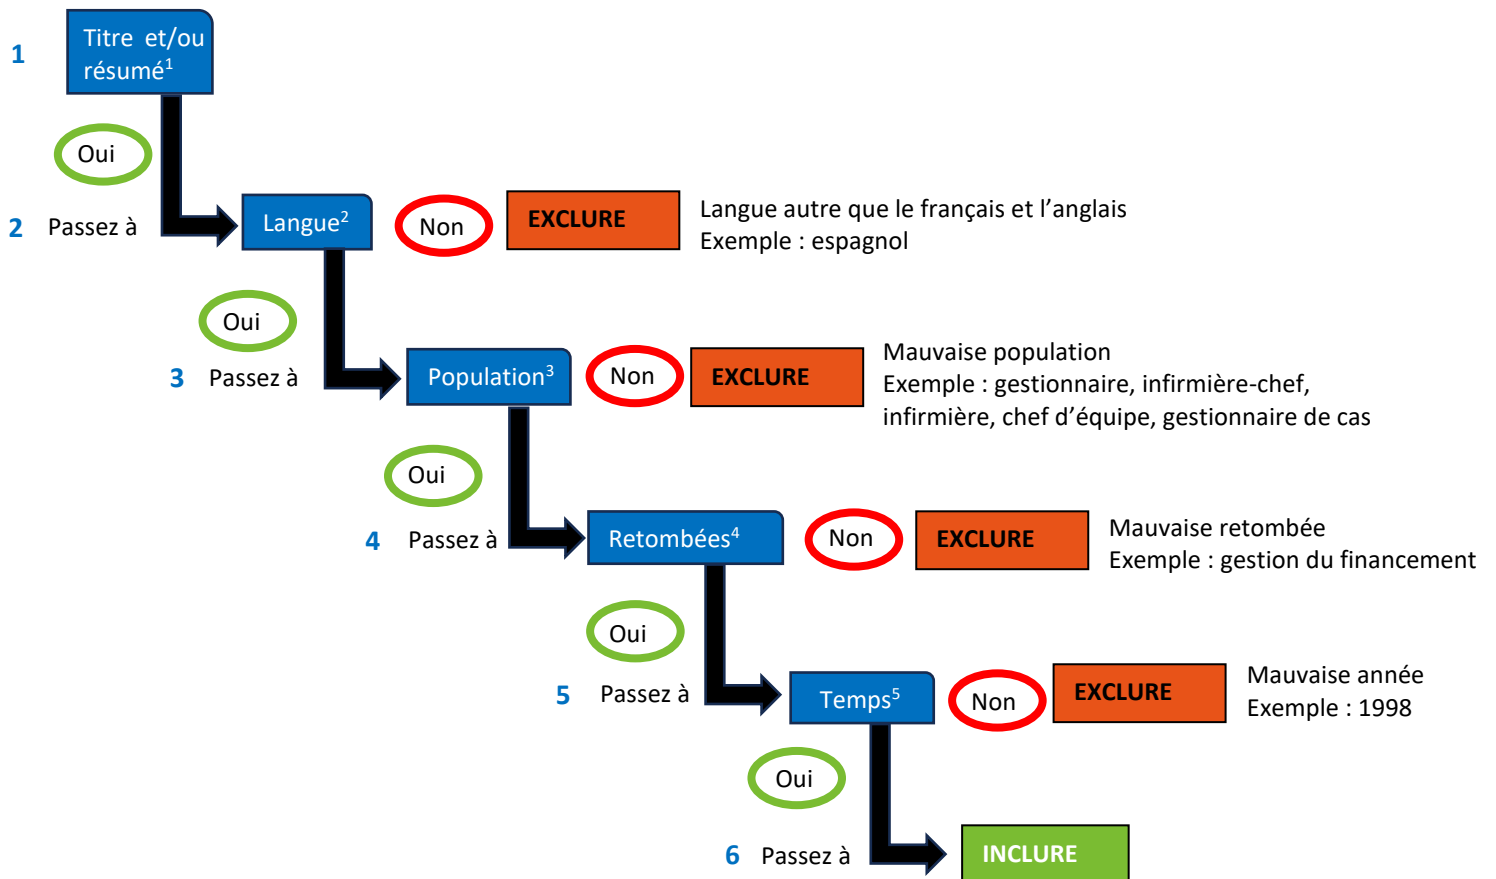 1
Titre et/ou
résumé1
Oui
2 Passez à
Langue2
Non
EXCLURE
Langue autre que le français et l’anglais
Exemple : espagnol
Oui
3 Passez à
Population3
Non
EXCLURE
Mauvaise population
Exemple : gestionnaire, infirmière-chef,
infirmière, chef d’équipe, gestionnaire de cas
Oui
4 Passez à
Retombées4
Non
EXCLURE
Mauvaise retombée
Exemple : gestion du financement
Oui
5 Passez à
Temps5
Non
EXCLURE
Mauvaise année
Exemple : 1998
Oui
6 Passez à
INCLURE